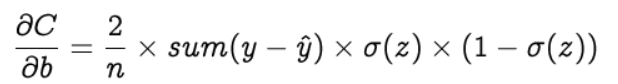 ∂C/∂b = 2/n × sum(y − ŷ) × σ(z) × (1 − σ(z))